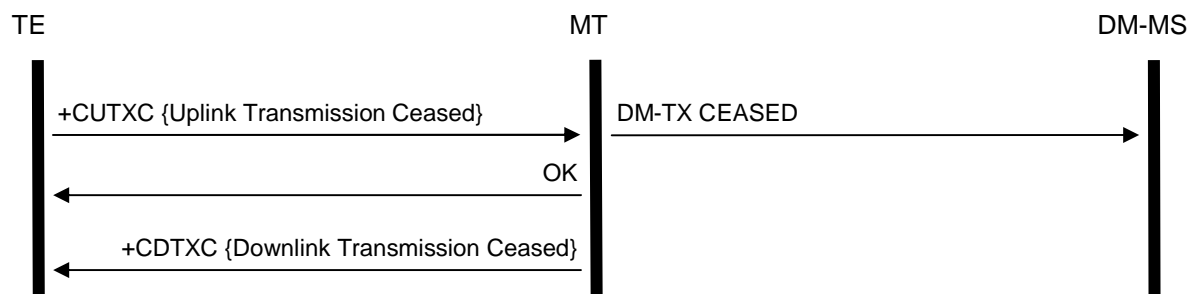 TE MT DM-MS
+CUTXC {Uplink Transmission Ceased} DM-TX CEASED
OK
+CDTXC {Downlink Transmission Ceased}